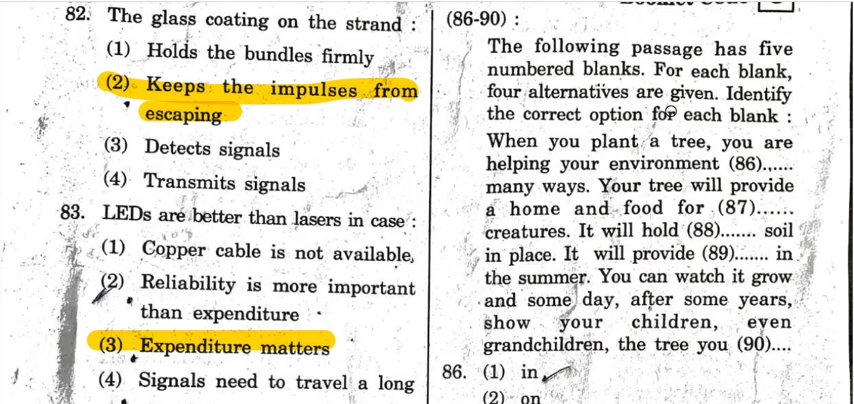 82. The glass coating on the strand :
(1) Holds the bundles firmly
(2) Keeps the impulses from
escaping
(3) Detects signals
(4) Transmits signals
83. LEDs are better than lasers in case :
(1) Copper cable is not available,
(2) Reliability is more important
than expenditure
(3) Expenditure matters
(4) Signals need to travel a long
(86-90) :
The following passage has five
numbered blanks. For each blank,
four alternatives are given. Identify
the correct option for each blank :
When you plant a tree, you are
helping your environment (86).......
many ways. Your tree will provide
a home and food for (87)......
creatures. It will hold (88)....... soil
in place. It will provide (89)....... in
the summer. You can watch it grow
and some day, after some years,
show your children, even
grandchildren, the tree you (90)....
86. (1) in
(2) on